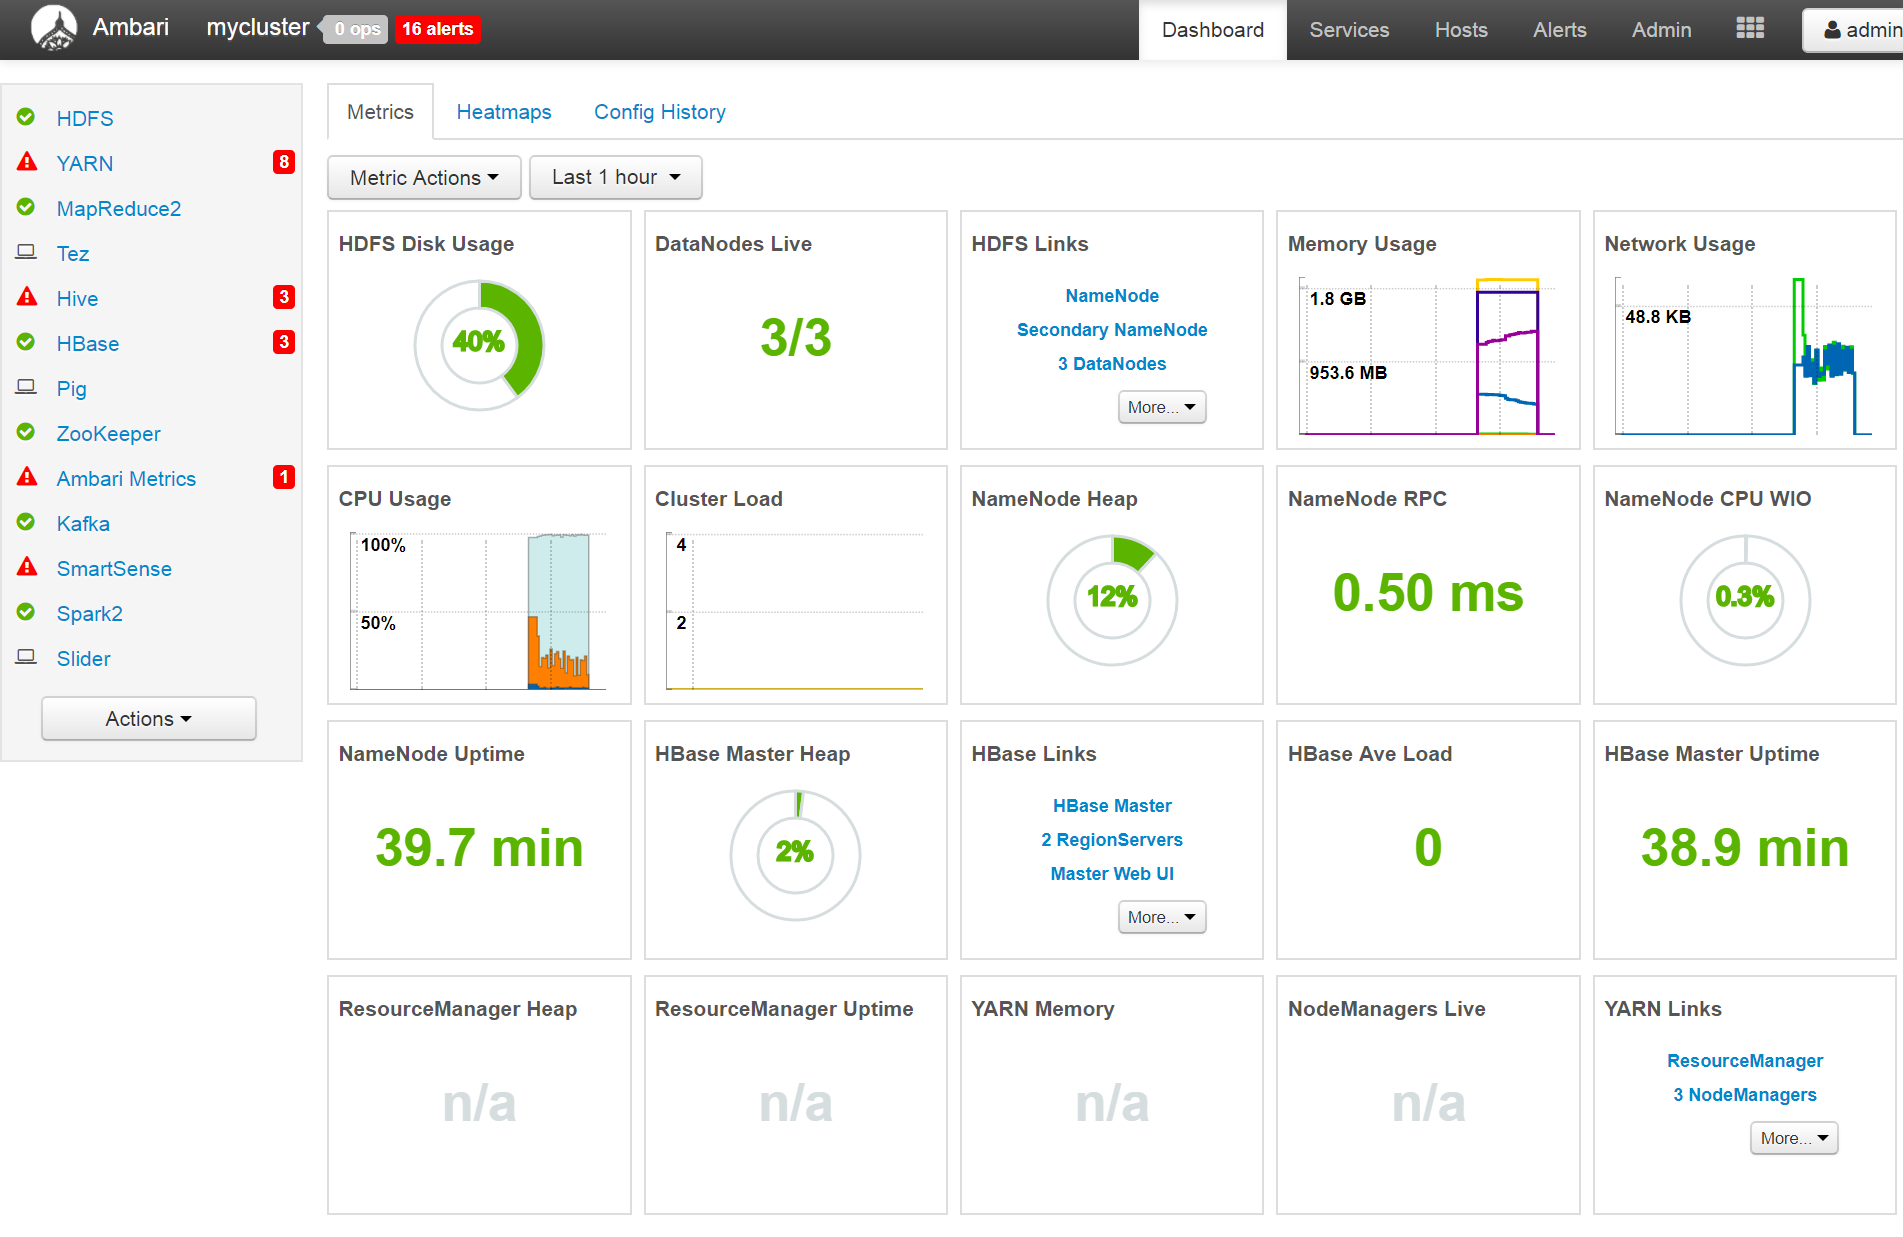 Ambari mycluster 0 ops 16 alerts Dashboard Services Hosts Alerts Admin admin
HDFS
YARN 8
MapReduce2
Tez
Hive 3
HBase 3
Pig
ZooKeeper
Ambari Metrics 1
Kafka
SmartSense
Spark2
Slider
Actions
Metrics Heatmaps Config History
Metric Actions Last 1 hour
HDFS Disk Usage
40%
DataNodes Live
3/3
HDFS Links
NameNode
Secondary NameNode
3 DataNodes
More...
Memory Usage
1.8 GB
953.6 MB
Network Usage
48.8 KB
CPU Usage
100%
50%
Cluster Load
4
2
NameNode Heap
12%
NameNode RPC
0.50 ms
NameNode CPU WIO
0.3%
NameNode Uptime
39.7 min
HBase Master Heap
2%
HBase Links
HBase Master
2 RegionServers
Master Web UI
More...
HBase Ave Load
0
HBase Master Uptime
38.9 min
ResourceManager Heap
n/a
ResourceManager Uptime
n/a
YARN Memory
n/a
NodeManagers Live
n/a
YARN Links
ResourceManager
3 NodeManagers
More...